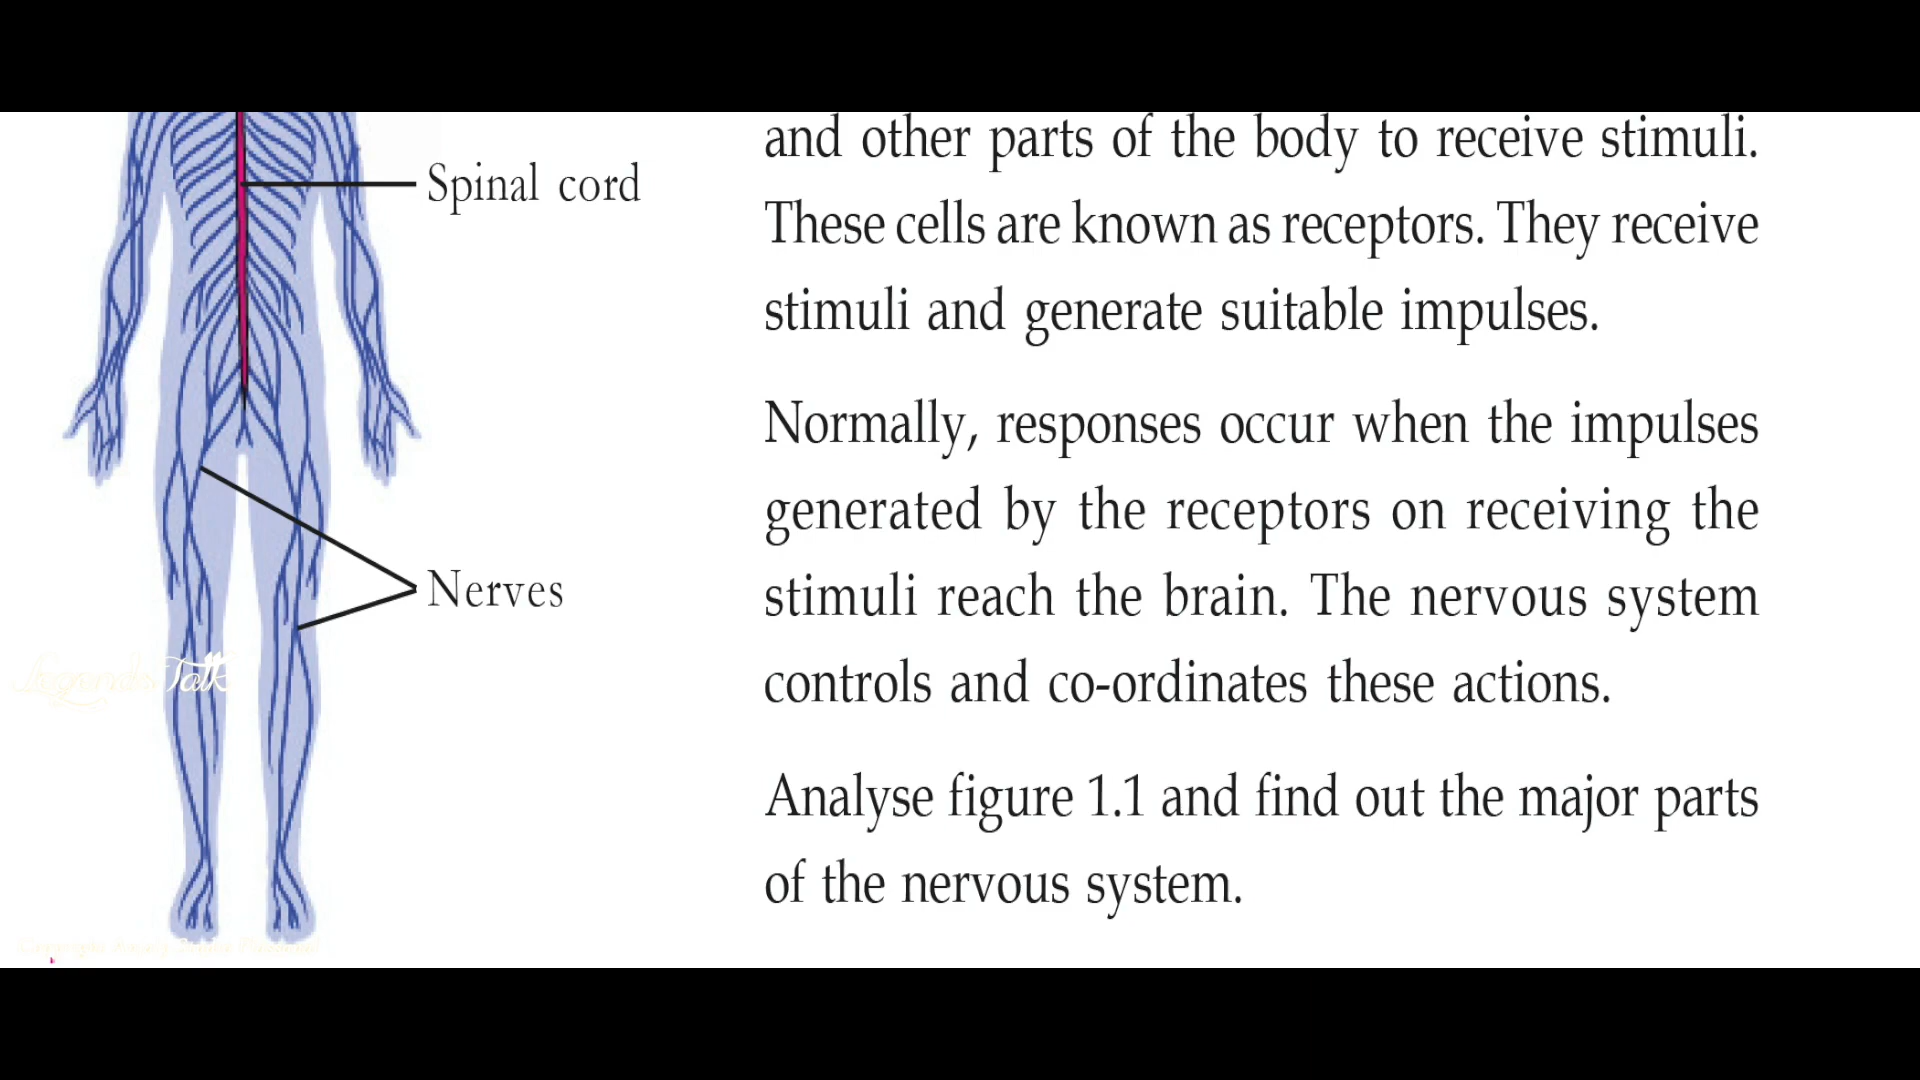 Spinal cord
Nerves
Legends Talk
and other parts of the body to receive stimuli.
These cells are known as receptors. They receive
stimuli and generate suitable impulses.
Normally, responses occur when the impulses
generated by the receptors on receiving the
stimuli reach the brain. The nervous system
controls and co-ordinates these actions.
Analyse figure 1.1 and find out the major parts
of the nervous system.